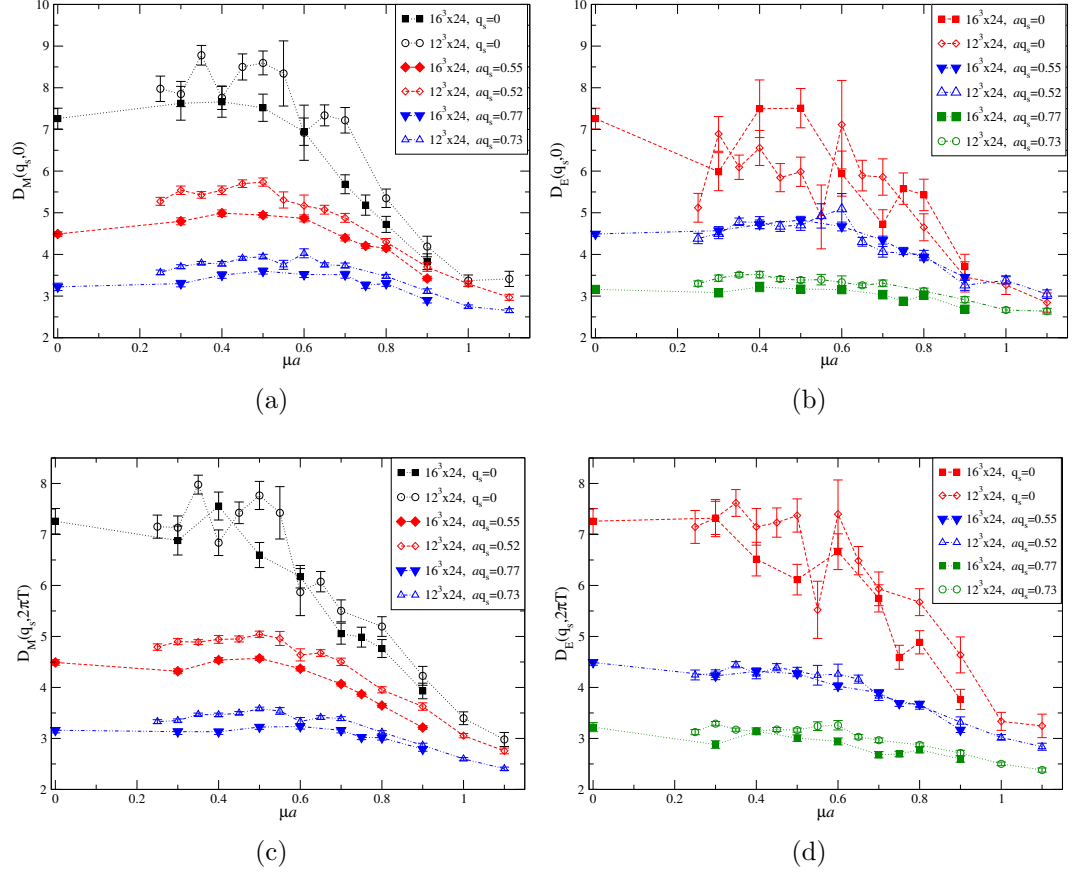 10
9
8
7
6
5
4
3
2
D_M(q_s,0)
16³x24, q_s=0
12³x24, q_s=0
16³x24, aq_s=0.55
12³x24, aq_s=0.52
16³x24, aq_s=0.77
12³x24, aq_s=0.73
0 0.2 0.4 0.6 0.8 1
μa
(a)
10
9
8
7
6
5
4
3
2
D_E(q_s,0)
16³x24, aq_s=0
12³x24, aq_s=0
16³x24, aq_s=0.55
12³x24, aq_s=0.52
16³x24, aq_s=0.77
12³x24, aq_s=0.73
0 0.2 0.4 0.6 0.8 1
μa
(b)
8
7
6
5
4
3
2
D_M(q_s,2πT)
16³x24, q_s=0
12³x24, q_s=0
16³x24, aq_s=0.55
12³x24, aq_s=0.52
16³x24, aq_s=0.77
12³x24, aq_s=0.73
0 0.2 0.4 0.6 0.8 1
μa
(c)
8
7
6
5
4
3
2
D_E(q_s,2πT)
16³x24, q_s=0
12³x24, q_s=0
16³x24, aq_s=0.55
12³x24, aq_s=0.52
16³x24, aq_s=0.77
12³x24, aq_s=0.73
0 0.2 0.4 0.6 0.8 1
μa
(d)